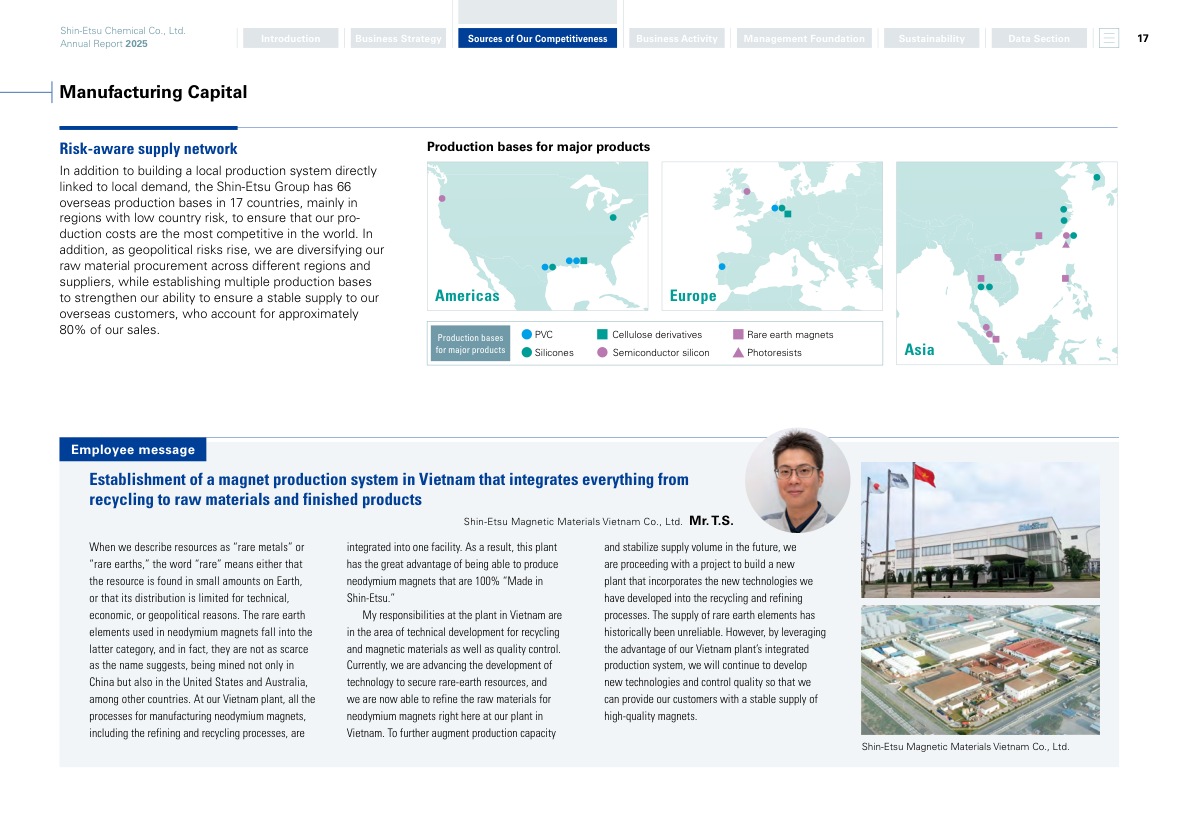 Shin-Etsu Chemical Co., Ltd.
Annual Report 2025
Introduction
Business Strategy
Sources of Our Competitiveness
Business Activity
Management Foundation
Sustainability
Data Section
17
Manufacturing Capital
Risk-aware supply network
In addition to building a local production system directly
linked to local demand, the Shin-Etsu Group has 66
overseas production bases in 17 countries, mainly in
regions with low country risk, to ensure that our pro-
duction costs are the most competitive in the world. In
addition, as geopolitical risks rise, we are diversifying our
raw material procurement across different regions and
suppliers, while establishing multiple production bases
to strengthen our ability to ensure a stable supply to our
overseas customers, who account for approximately
80% of our sales.
Production bases for major products
Americas
Europe
Asia
Production bases
for major products
PVC
Cellulose derivatives
Rare earth magnets
Silicones
Semiconductor silicon
Photoresists
Employee message
Establishment of a magnet production system in Vietnam that integrates everything from
recycling to raw materials and finished products
Shin-Etsu Magnetic Materials Vietnam Co., Ltd. Mr. T.S.
When we describe resources as “rare metals” or
“rare earths,” the word “rare” means either that
the resource is found in small amounts on Earth,
or that its distribution is limited for technical,
economic, or geopolitical reasons. The rare earth
elements used in neodymium magnets fall into the
latter category, and in fact, they are not as scarce
as the name suggests, being mined not only in
China but also in the United States and Australia,
among other countries. At our Vietnam plant, all the
processes for manufacturing neodymium magnets,
including the refining and recycling processes, are
integrated into one facility. As a result, this plant
has the great advantage of being able to produce
neodymium magnets that are 100% “Made in
Shin-Etsu.”
My responsibilities at the plant in Vietnam are
in the area of technical development for recycling
and magnetic materials as well as quality control.
Currently, we are advancing the development of
technology to secure rare-earth resources, and
we are now able to refine the raw materials for
neodymium magnets right here at our plant in
Vietnam. To further augment production capacity
and stabilize supply volume in the future, we
are proceeding with a project to build a new
plant that incorporates the new technologies we
have developed into the recycling and refining
processes. The supply of rare earth elements has
historically been unreliable. However, by leveraging
the advantage of our Vietnam plant’s integrated
production system, we will continue to develop
new technologies and control quality so that we
can provide our customers with a stable supply of
high-quality magnets.
Shin-Etsu Magnetic Materials Vietnam Co., Ltd.